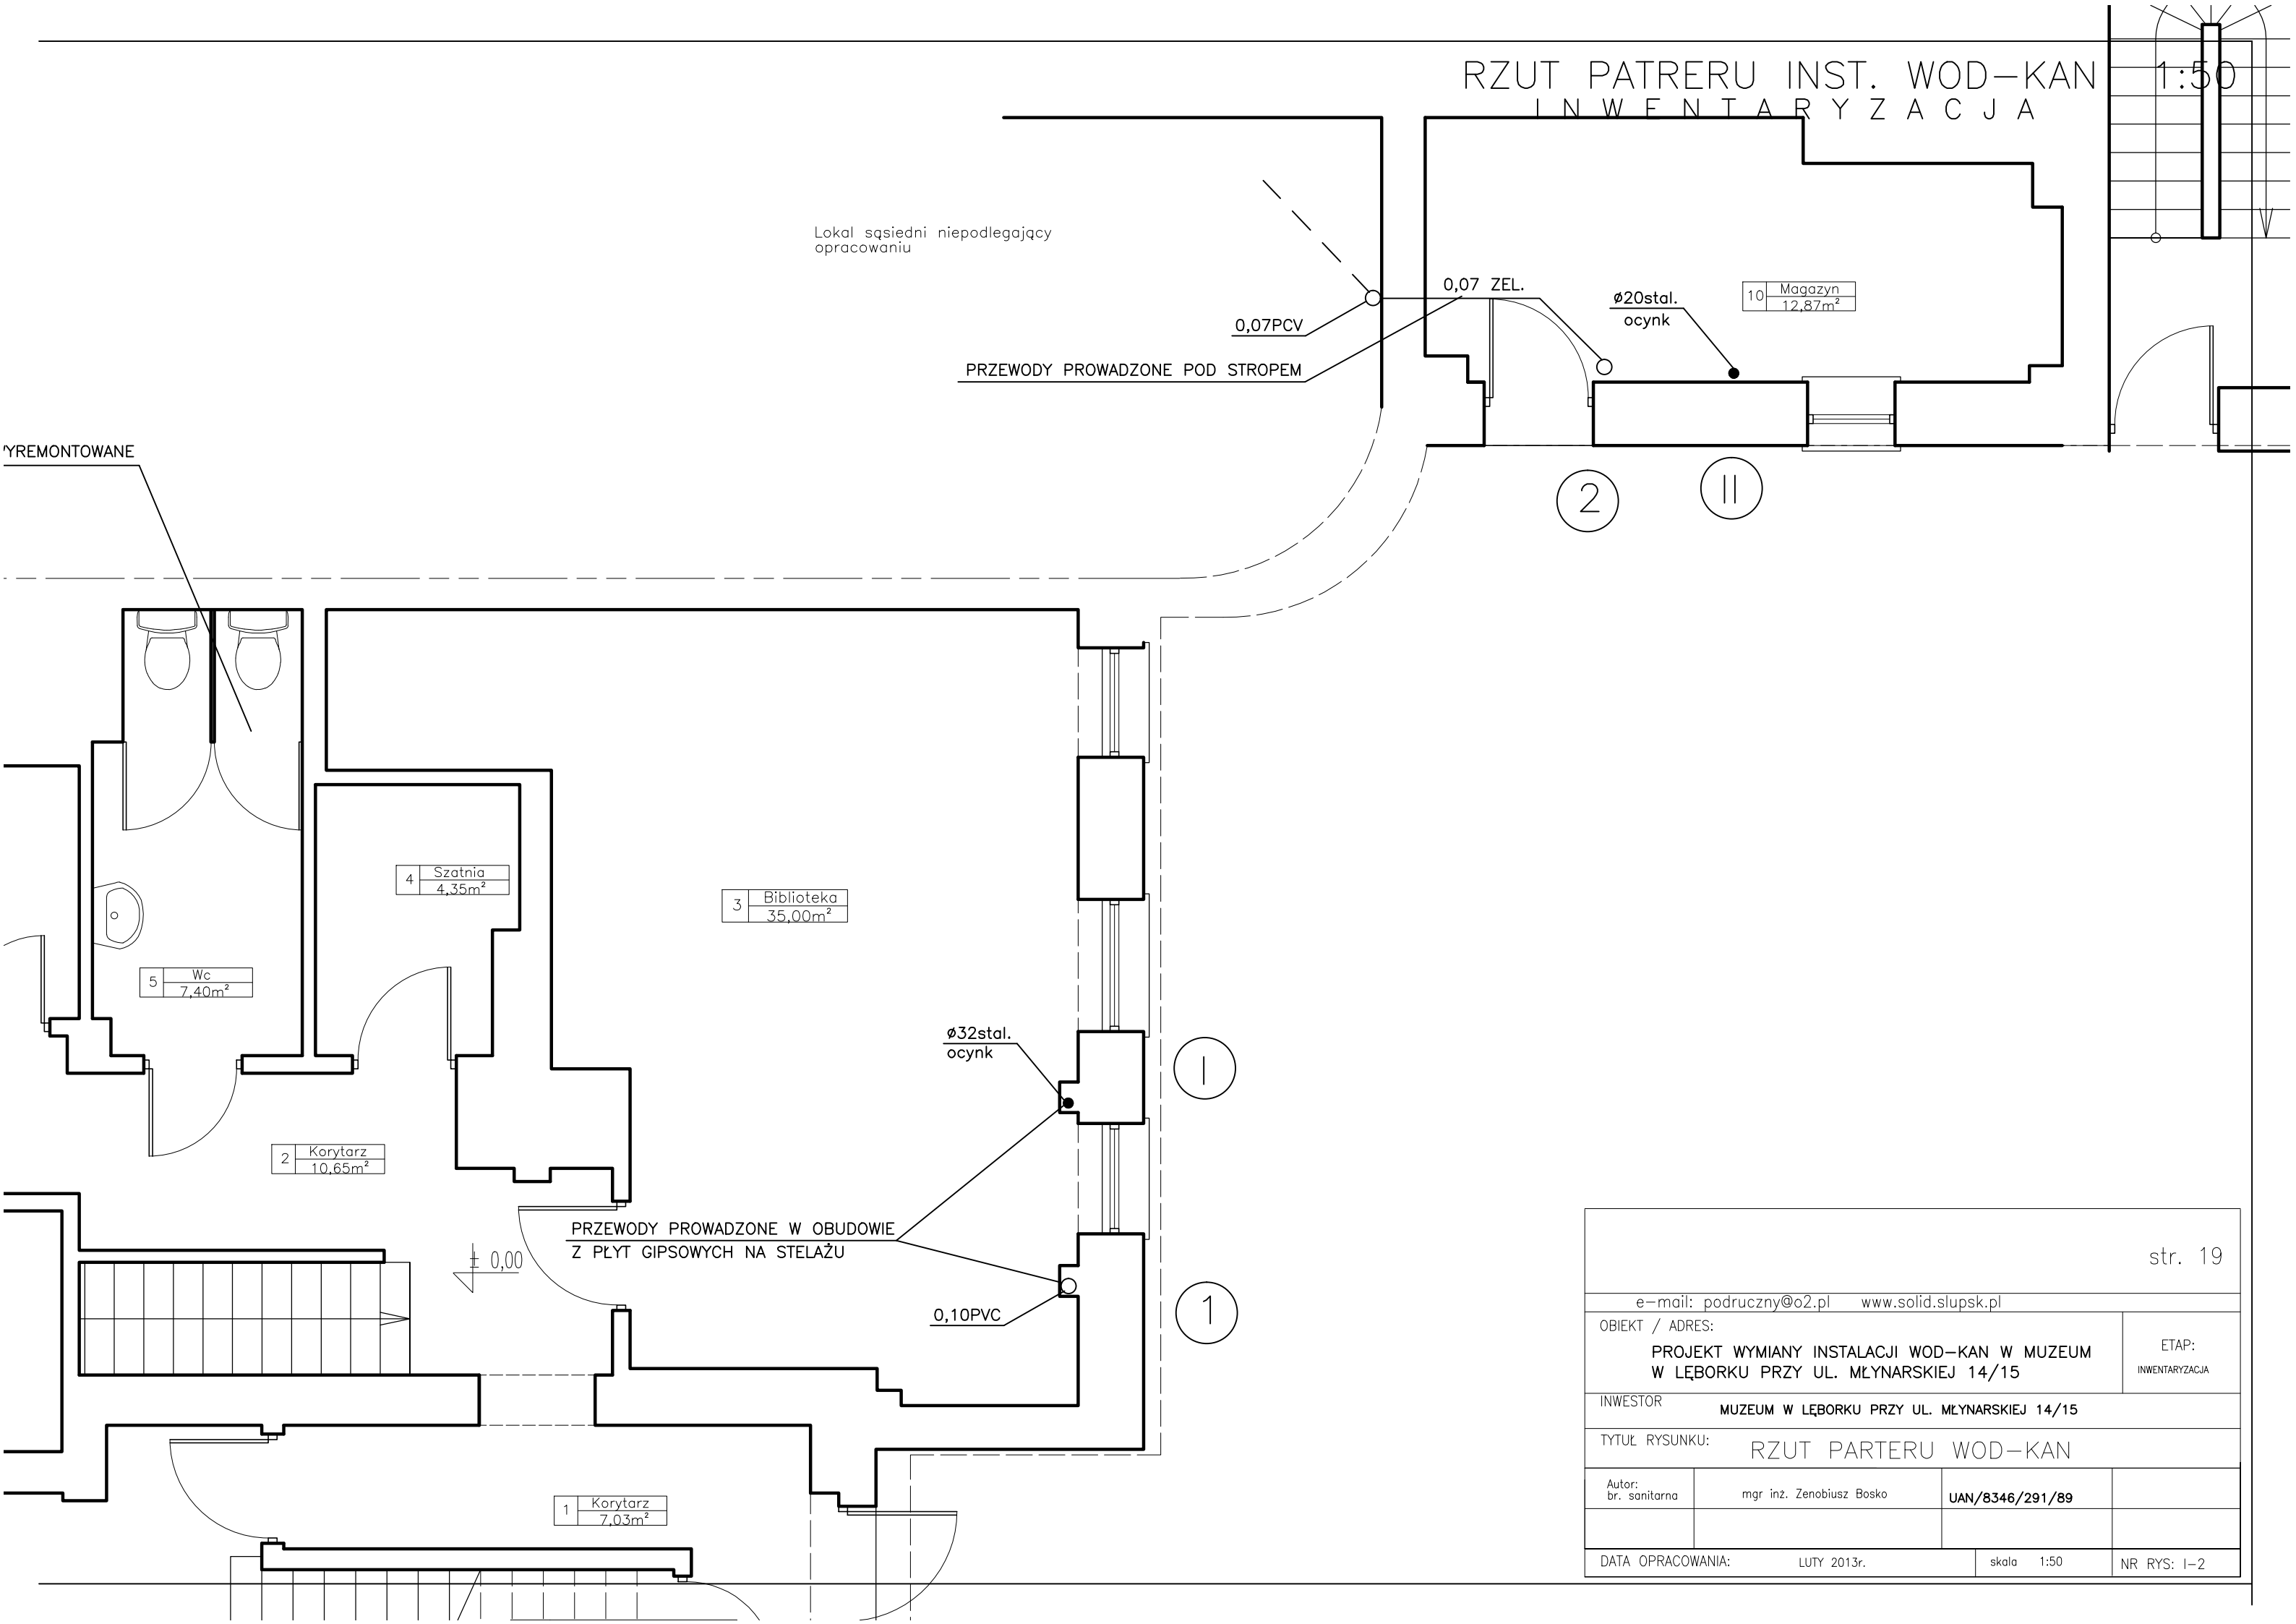 RZUT PATRERU INST. WOD-KAN 1:50
INWENTARYZACJA
Lokal sąsiedni niepodlegający
opracowaniu
0,07 ZEL.
ø20stal.
ocynk
10 Magazyn
12,87m²
0,07PCV
PRZEWODY PROWADZONE POD STROPEM
YREMONTOWANE
2
II
4 Szatnia
4,35m²
3 Biblioteka
35,00m²
5 Wc
7,40m²
ø32stal.
ocynk
I
2 Korytarz
10,65m²
PRZEWODY PROWADZONE W OBUDOWIE
Z PŁYT GIPSOWYCH NA STELAŻU
± 0,00
0,10PVC
1
1 Korytarz
7,03m²
str. 19
e-mail: podruczny@o2.pl www.solid.slupsk.pl
OBIEKT / ADRES:
PROJEKT WYMIANY INSTALACJI WOD-KAN W MUZEUM
W LĘBORKU PRZY UL. MŁYNARSKIEJ 14/15
ETAP:
INWENTARYZACJA
INWESTOR
MUZEUM W LĘBORKU PRZY UL. MŁYNARSKIEJ 14/15
TYTUŁ RYSUNKU:
RZUT PARTERU WOD-KAN
Autor:
br. sanitarna
mgr inż. Zenobiusz Bosko
UAN/8346/291/89
DATA OPRACOWANIA:
LUTY 2013r.
skala 1:50
NR RYS: I-2